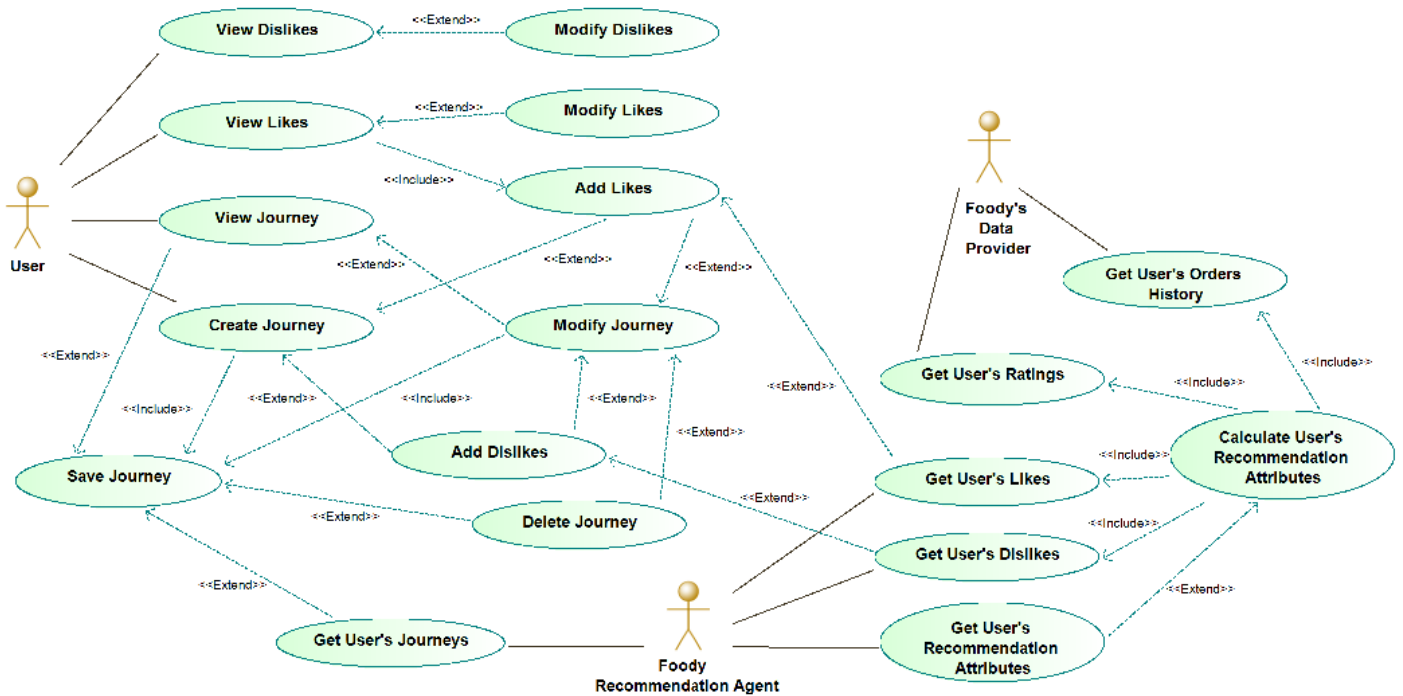 <<Extend>>
View Dislikes
Modify Dislikes
<<Extend>>
View Likes
Modify Likes
<<Include>>
Add Likes
View Journey
User
Foody's
Data
Provider
<<Extend>>
<<Extend>>
<<Extend>>
Get User's Orders
History
Create Journey
Modify Journey
<<Extend>>
<<Include>>
Get User's Ratings
<<Include>>
<<Include>>
<<Extend>>
<<Include>>
<<Extend>>
<<Extend>>
<<Extend>>
Add Dislikes
Calculate User's
Recommendation
Attributes
<<Include>>
Save Journey
Get User's Likes
<<Extend>>
<<Extend>>
<<Extend>>
Delete Journey
<<Include>>
Get User's Dislikes
<<Extend>>
<<Extend>>
Get User's Journeys
Get User's
Recommendation
Attributes
Foody
Recommendation Agent